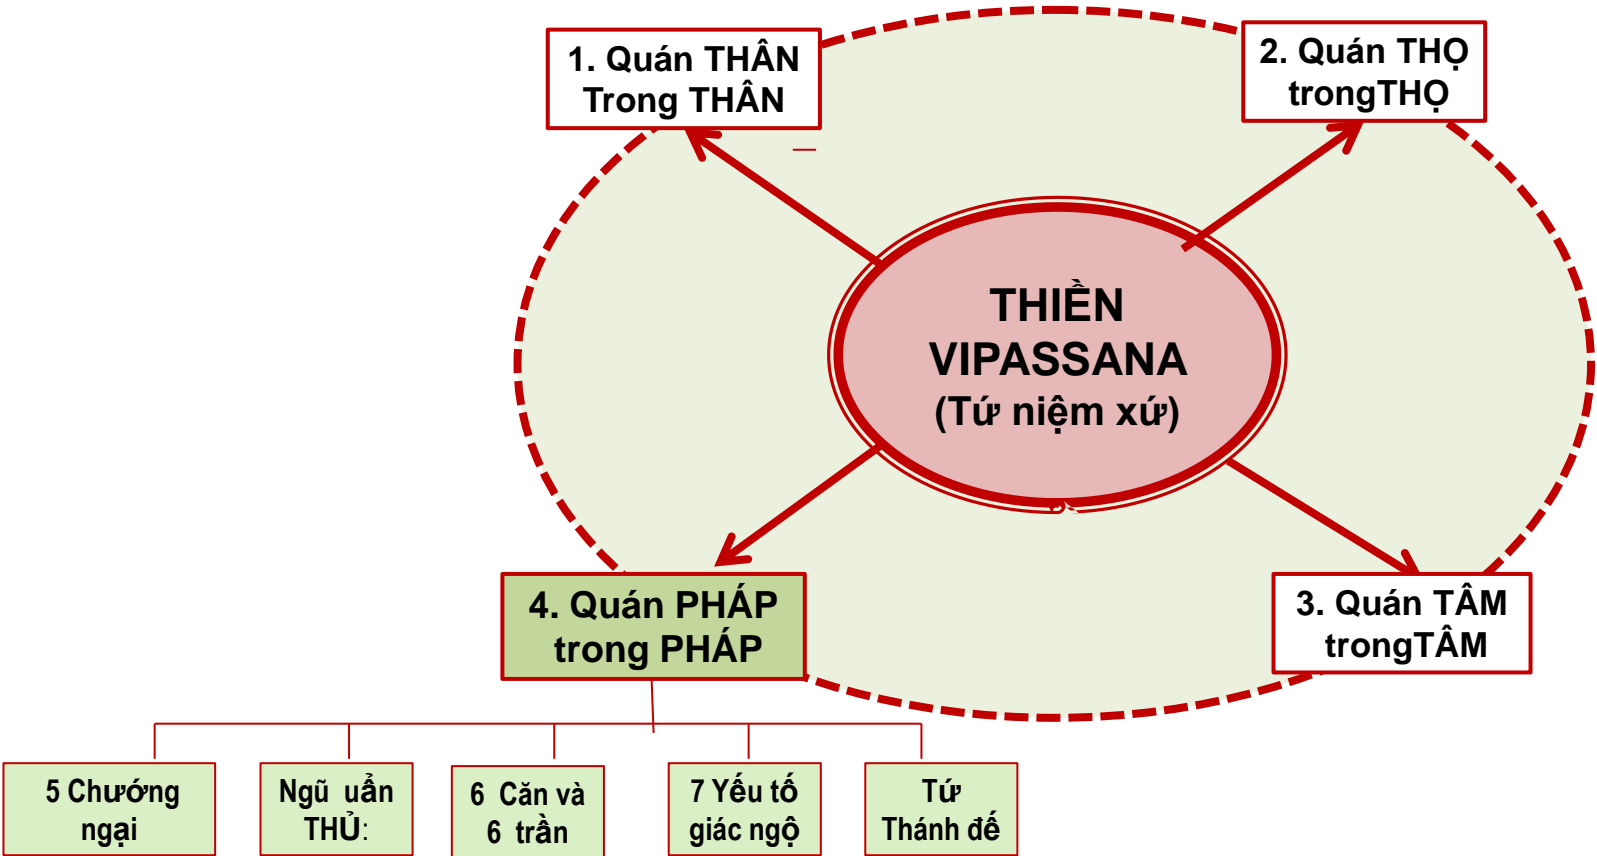 1. Quán THÂN
Trong THÂN
2. Quán THỌ
trongTHỌ
THIỀN
VIPASSANA
(Tứ niệm xứ)
4. Quán PHÁP
trong PHÁP
3. Quán TÂM
trongTÂM
5 Chướng
ngại
Ngũ uẩn
THỦ:
6 Căn và
6 trần
7 Yếu tố
giác ngộ
Tứ
Thánh đế